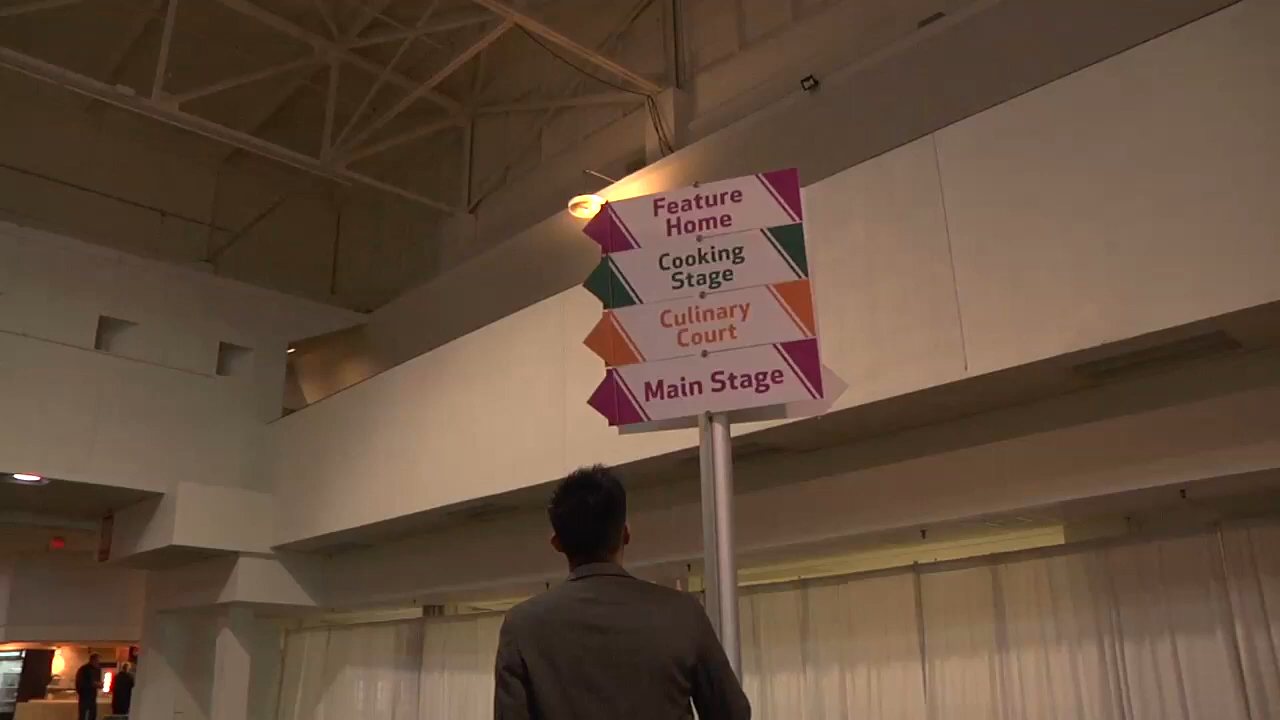 Feature
Home
Cooking
Stage
Culinary
Court
Main Stage